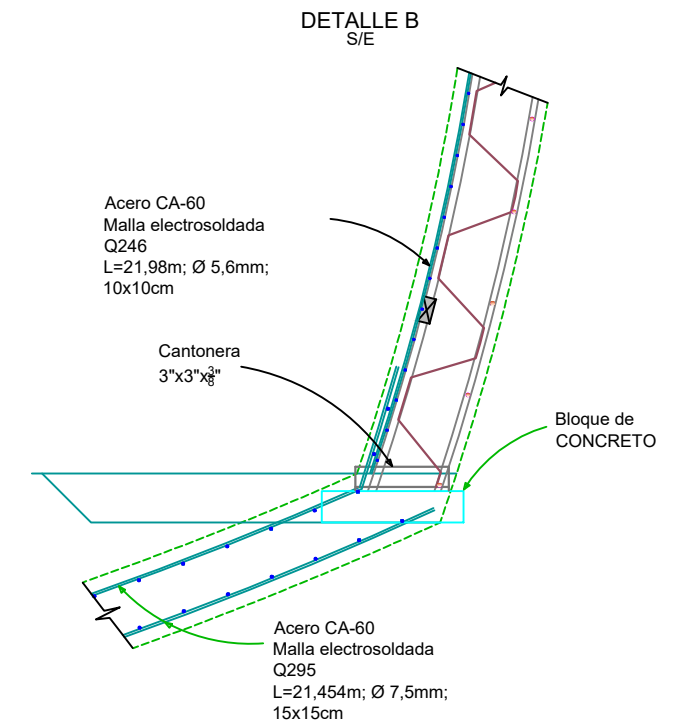 DETALLE B
S/E
Acero CA-60
Malla electrosoldada
Q246
L=21,98m; Ø 5,6mm;
10x10cm
Cantonera
3"x3"x3/8"
Bloque de
CONCRETO
Acero CA-60
Malla electrosoldada
Q295
L=21,454m; Ø 7,5mm;
15x15cm